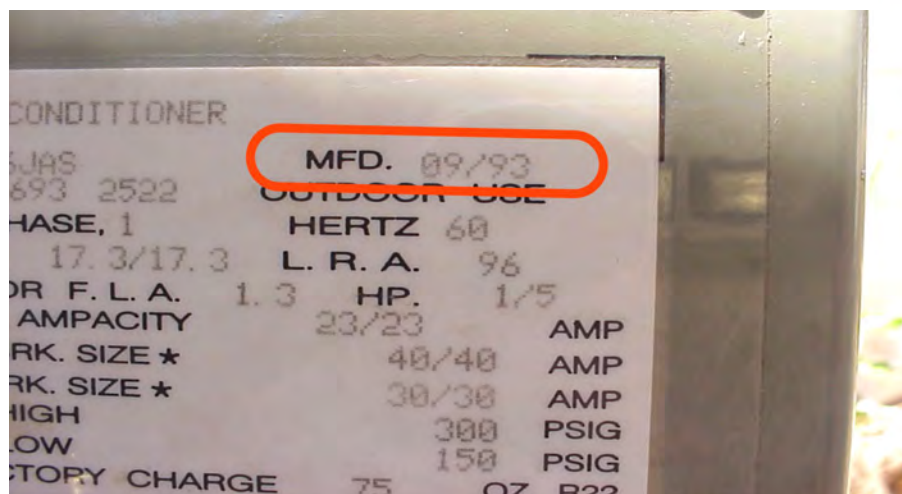 CONDITIONER
6JAS MFD. 09/93
693 2522 OUTDOOR USE
HASE, 1 HERTZ 60
17.3/17.3 L. R. A. 96
OR F. L. A. 1.3 HP. 1/5
AMPACITY 23/23 AMP
RK. SIZE * 40/40 AMP
RK. SIZE * 30/30 AMP
HIGH 300 PSIG
LOW 150 PSIG
CTORY CHARGE 75 OZ R22